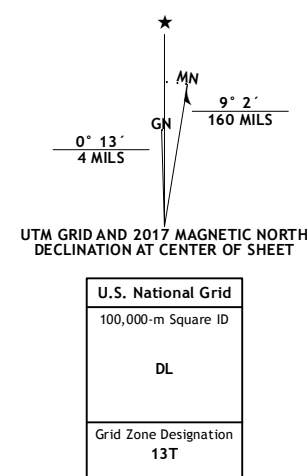 MN
9° 2´
160 MILS
GN
0° 13´
4 MILS
UTM GRID AND 2017 MAGNETIC NORTH
DECLINATION AT CENTER OF SHEET
U.S. National Grid
100,000-m Square ID
DL
Grid Zone Designation
13T